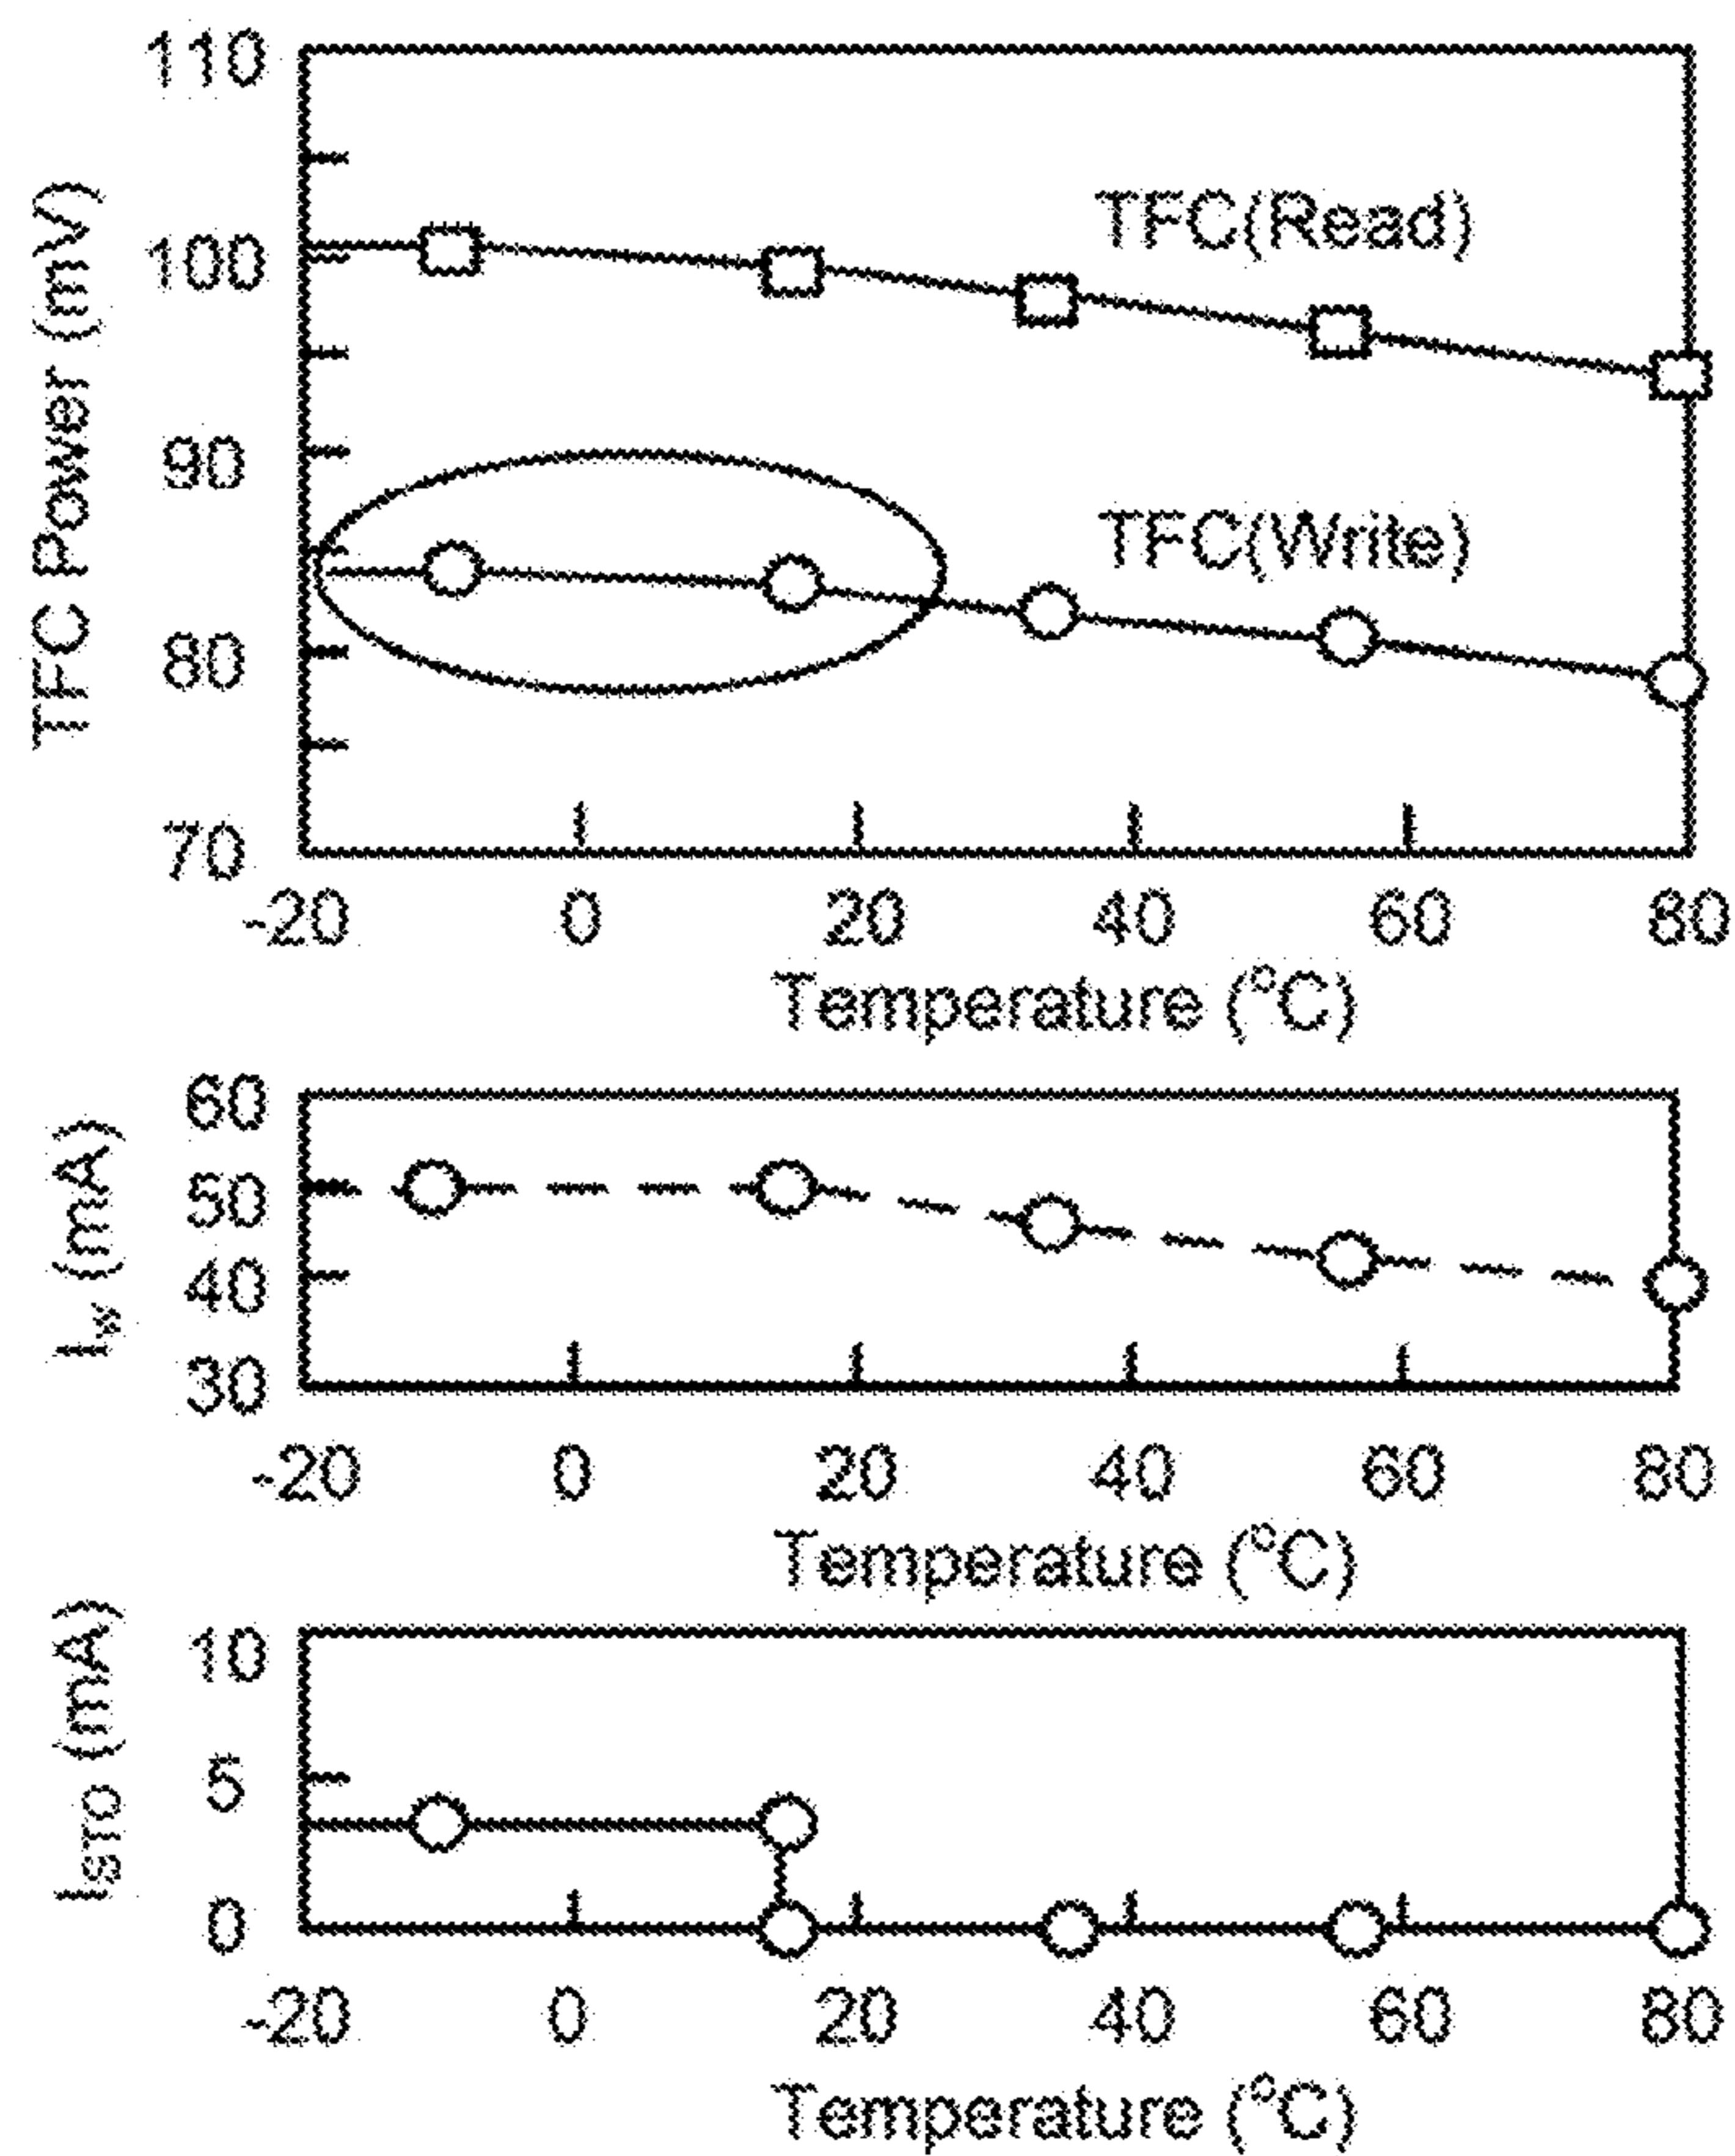 110
TFC(Read)
100
TFC Power (mV)
90
TFC(Write)
80
70
-20 0 20 40 60 80
Temperature (°C)
60
50
Iw (mA)
40
30
-20 0 20 40 60 80
Temperature (°C)
10
ISTO (mA)
5
0
-20 0 20 40 60 80
Temperature (°C)